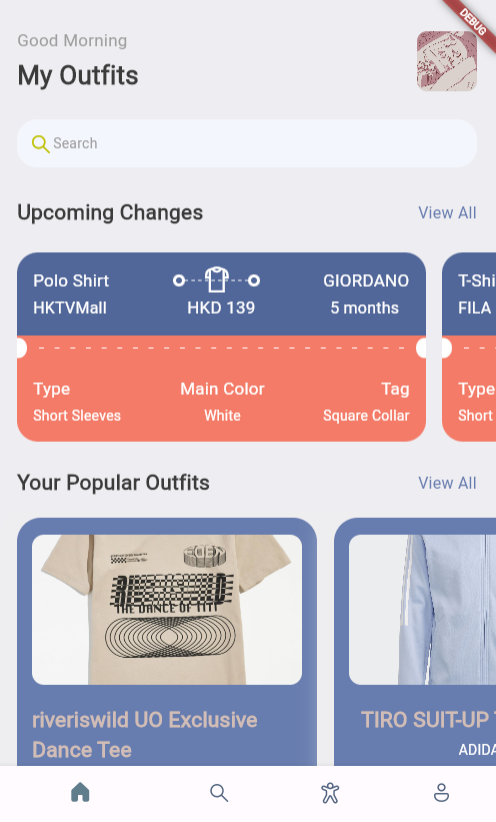 DEBUG
Good Morning
My Outfits
Search
Upcoming Changes View All
Polo Shirt GIORDANO T-Shi
HKTVMall HKD 139 5 months FILA
Type Main Color Tag Type
Short Sleeves White Square Collar Short
Your Popular Outfits View All
THE DANCE OF
riveriswild UO Exclusive
Dance Tee
TIRO SUIT-UP
ADIDA